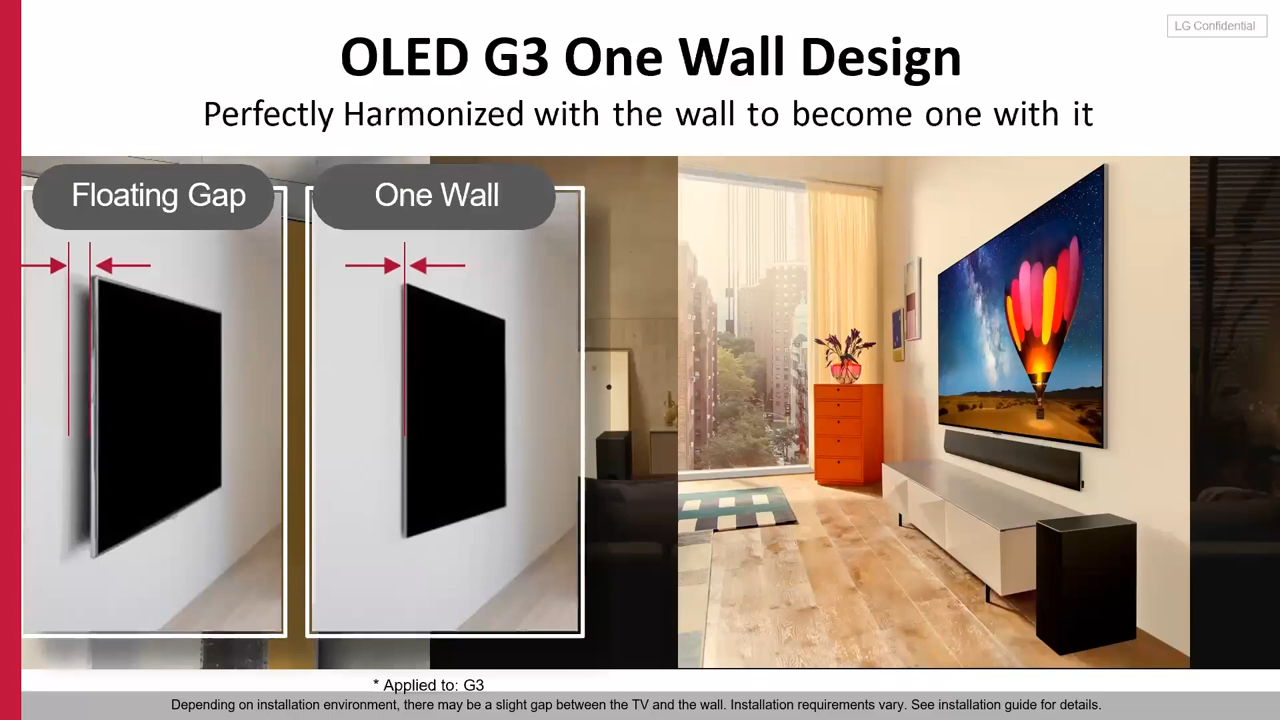 LG Confidential
OLED G3 One Wall Design
Perfectly Harmonized with the wall to become one with it
Floating Gap
One Wall
* Applied to: G3
Depending on installation environment, there may be a slight gap between the TV and the wall. Installation requirements vary. See installation guide for details.